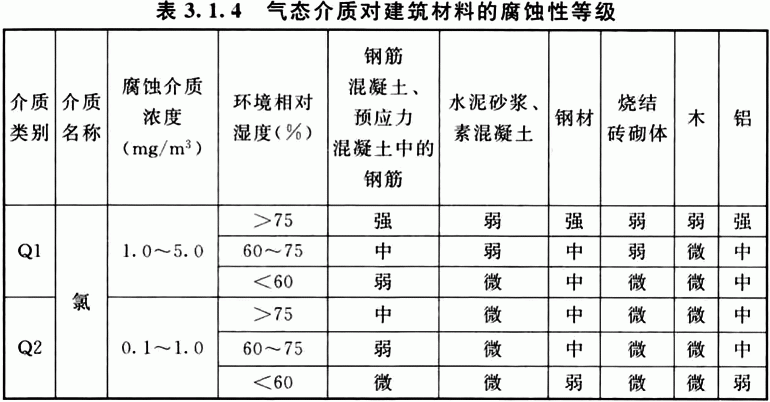 表 3.1.4 气态介质对建筑材料的腐蚀性等级
介质类别 介质名称 腐蚀介质浓度(mg/m³) 环境相对湿度(%) 钢筋混凝土、预应力混凝土中的钢筋 水泥砂浆、素混凝土 钢材 烧结砖砌体 木 铝
Q1 氯 1.0～5.0 >75 强 弱 强 弱 弱 强
60～75 中 弱 中 弱 微 中
<60 弱 微 中 微 微 中
Q2 0.1～1.0 >75 中 微 中 微 微 中
60～75 弱 微 中 微 微 中
<60 微 微 弱 微 微 弱